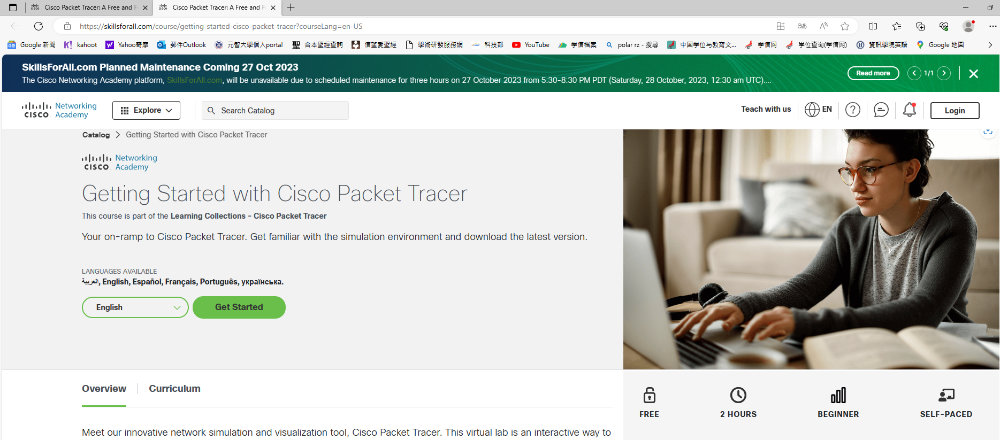 Cisco Packet Tracer: A Free and F
Cisco Packet Tracer: A Free and F
https://skillsforall.com/course/getting-started-cisco-packet-tracer?courseLang=en-US
Google 新聞
kahoot
Yahoo奇摩
郵件Outlook
元智大學個人portal
合本聖經查詢
信望愛聖經
學術研發服務網
科技部
YouTube
学信档案
polar rz - 搜尋
中国学位与教育文...
学信网
学位查询(学信网)
資訊學院英語
Google 地圖
SkillsForAll.com Planned Maintenance Coming 27 Oct 2023
The Cisco Networking Academy platform, SkillsForAll.com, will be unavailable due to scheduled maintenance for three hours on 27 October 2023 from 5:30-8:30 PM PDT (Saturday, 28 October, 2023, 12:30 am UTC)....
Read more
1/1
CISCO Networking Academy
Explore
Search Catalog
Teach with us
EN
Login
Catalog > Getting Started with Cisco Packet Tracer
CISCO Networking Academy
Getting Started with Cisco Packet Tracer
This course is part of the Learning Collections - Cisco Packet Tracer
Your on-ramp to Cisco Packet Tracer. Get familiar with the simulation environment and download the latest version.
LANGUAGES AVAILABLE
العربية, English, Español, Français, Português, українська.
English
Get Started
Overview
Curriculum
FREE
2 HOURS
BEGINNER
SELF-PACED
Meet our innovative network simulation and visualization tool, Cisco Packet Tracer. This virtual lab is an interactive way to